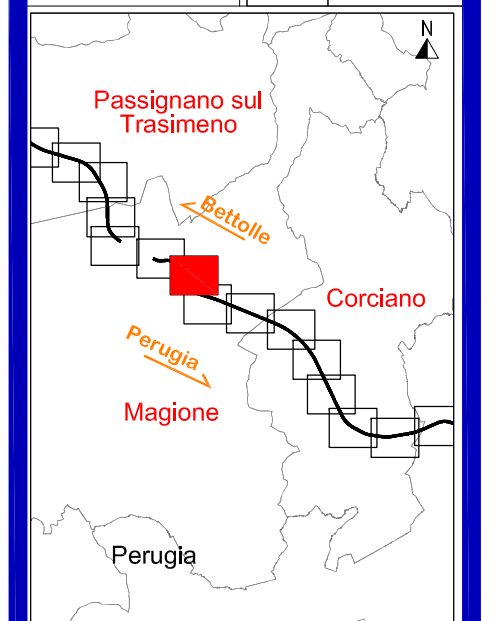 N
Passignano sul
Trasimeno
Bettolle
Corciano
Perugia
Magione
Perugia